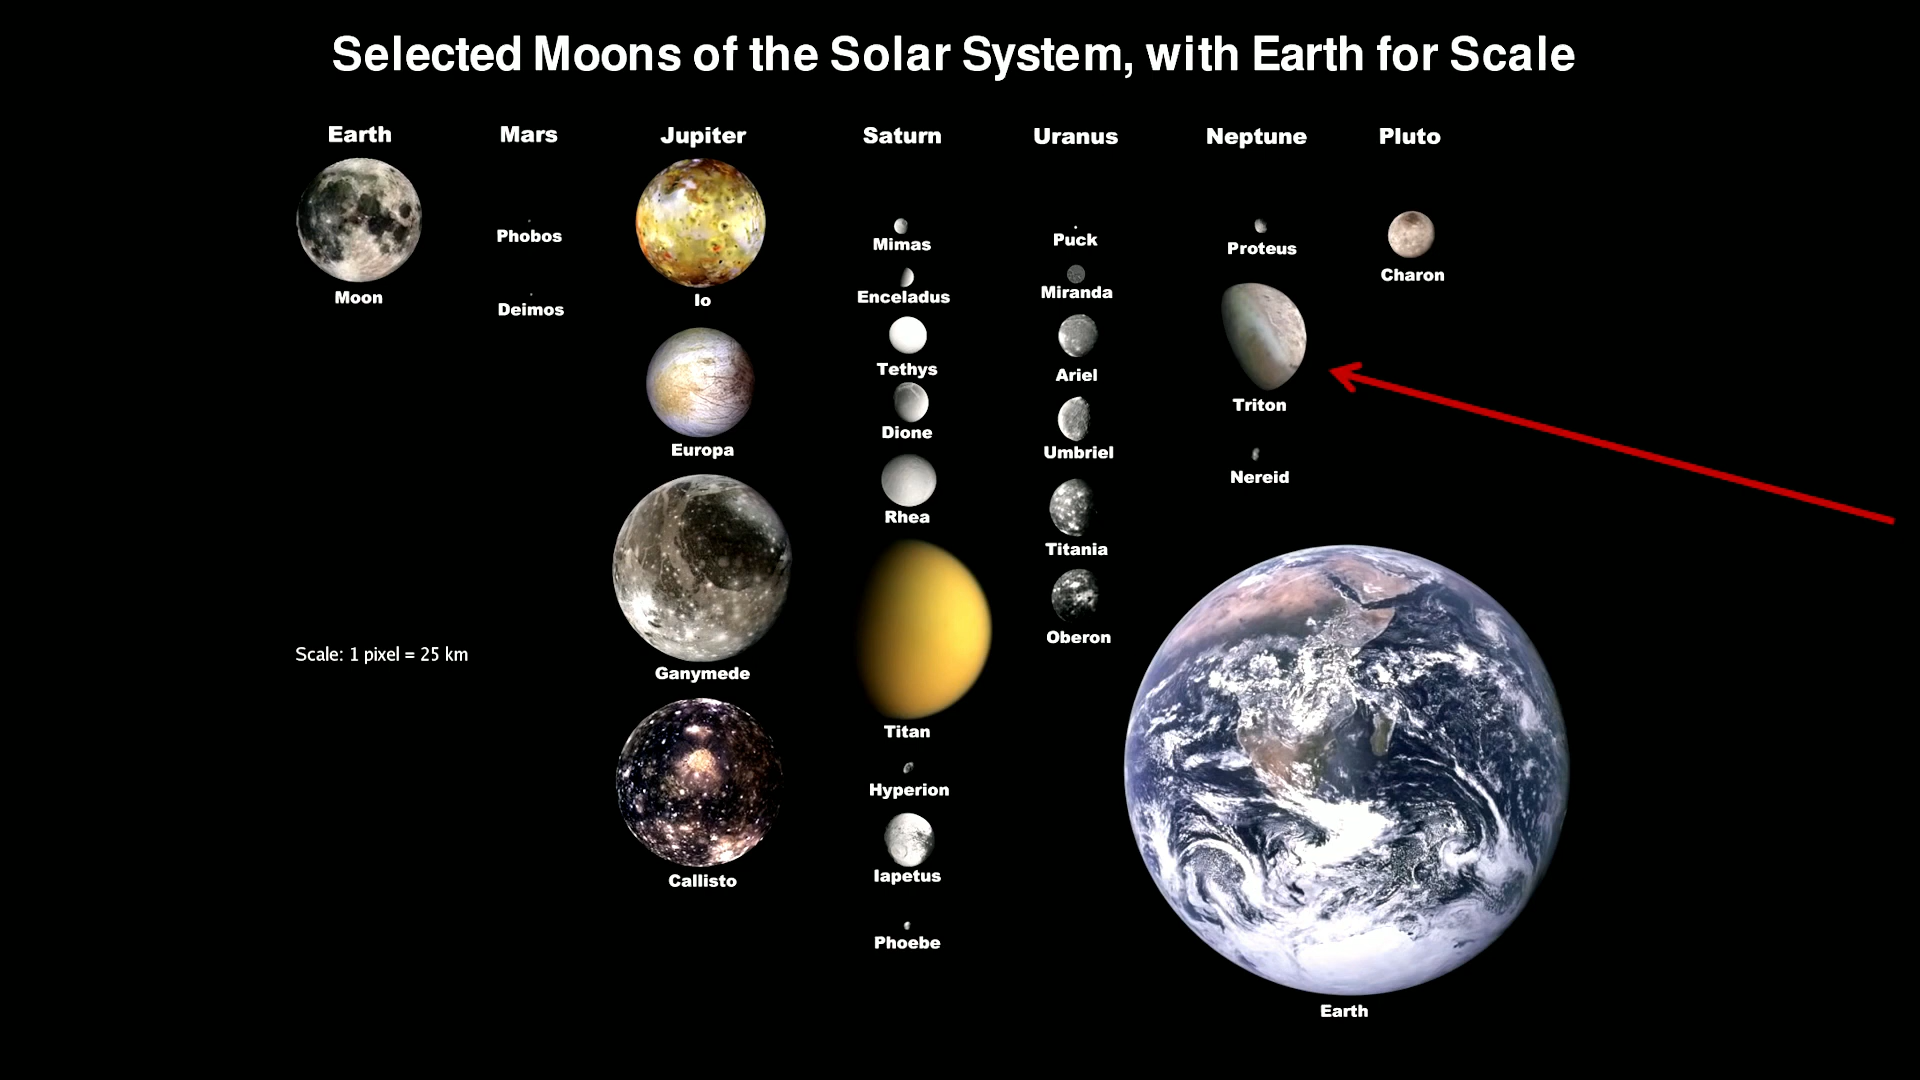 Selected Moons of the Solar System, with Earth for Scale
Earth
Mars
Jupiter
Saturn
Uranus
Neptune
Pluto
Moon
Phobos
Deimos
Io
Europa
Ganymede
Callisto
Mimas
Enceladus
Tethys
Dione
Rhea
Titan
Hyperion
Iapetus
Phoebe
Puck
Miranda
Ariel
Umbriel
Titania
Oberon
Proteus
Triton
Nereid
Charon
Scale: 1 pixel = 25 km
Earth